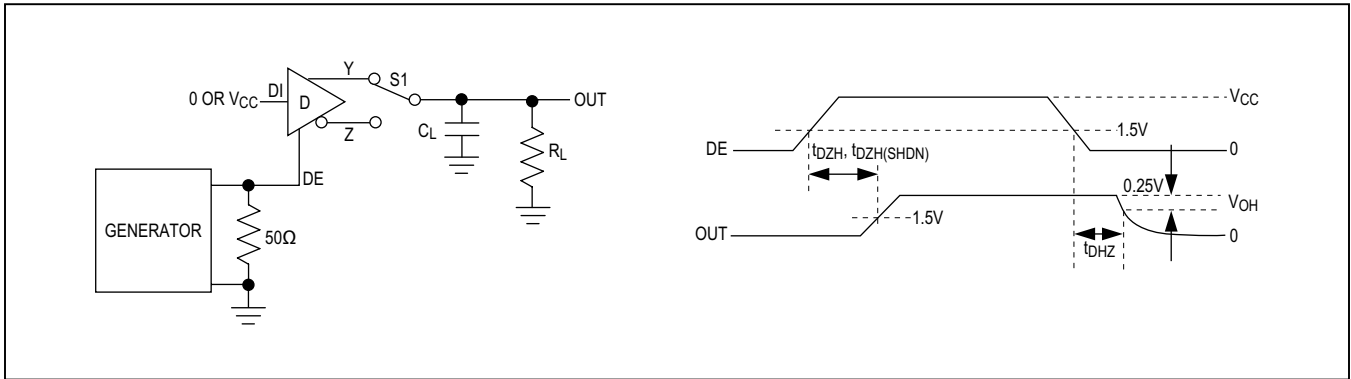 Y
S1
0 OR VCC
DI
D
OUT
Z
CL
RL
DE
GENERATOR
50Ω
VCC
1.5V
DE
0
tDZH, tDZH(SHDN)
0.25V
VOH
1.5V
OUT
0
tDHZ